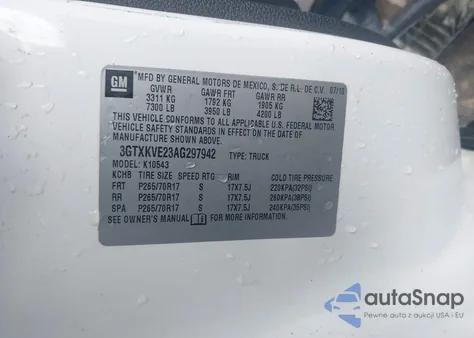 GM MFD BY GENERAL MOTORS DE MEXICO, S. DE R.L. DE C.V. 07/10
GVWR GAWR FRT GAWR RR
3311 KG 1792 KG 1905 KG
7300 LB 3950 LB 4200 LB
THIS VEHICLE CONFORMS TO ALL APPLICABLE U.S. FEDERAL MOTOR
VEHICLE SAFETY STANDARDS IN EFFECT ON THE DATE OF
MANUFACTURE SHOWN ABOVE.
3GTXKVE23AG297942 TYPE: TRUCK
MODEL: K10543
KCHB TIRE SIZE SPEED RTG RIM COLD TIRE PRESSURE
FRT P265/70R17 S 17X7.5J 220KPA(32PSI)
RR P265/70R17 S 17X7.5J 260KPA(38PSI)
SPA P265/70R17 S 17X7.5J 240KPA(35PSI)
SEE OWNER'S MANUAL
autoSnap
Pewne auta z USA i EU